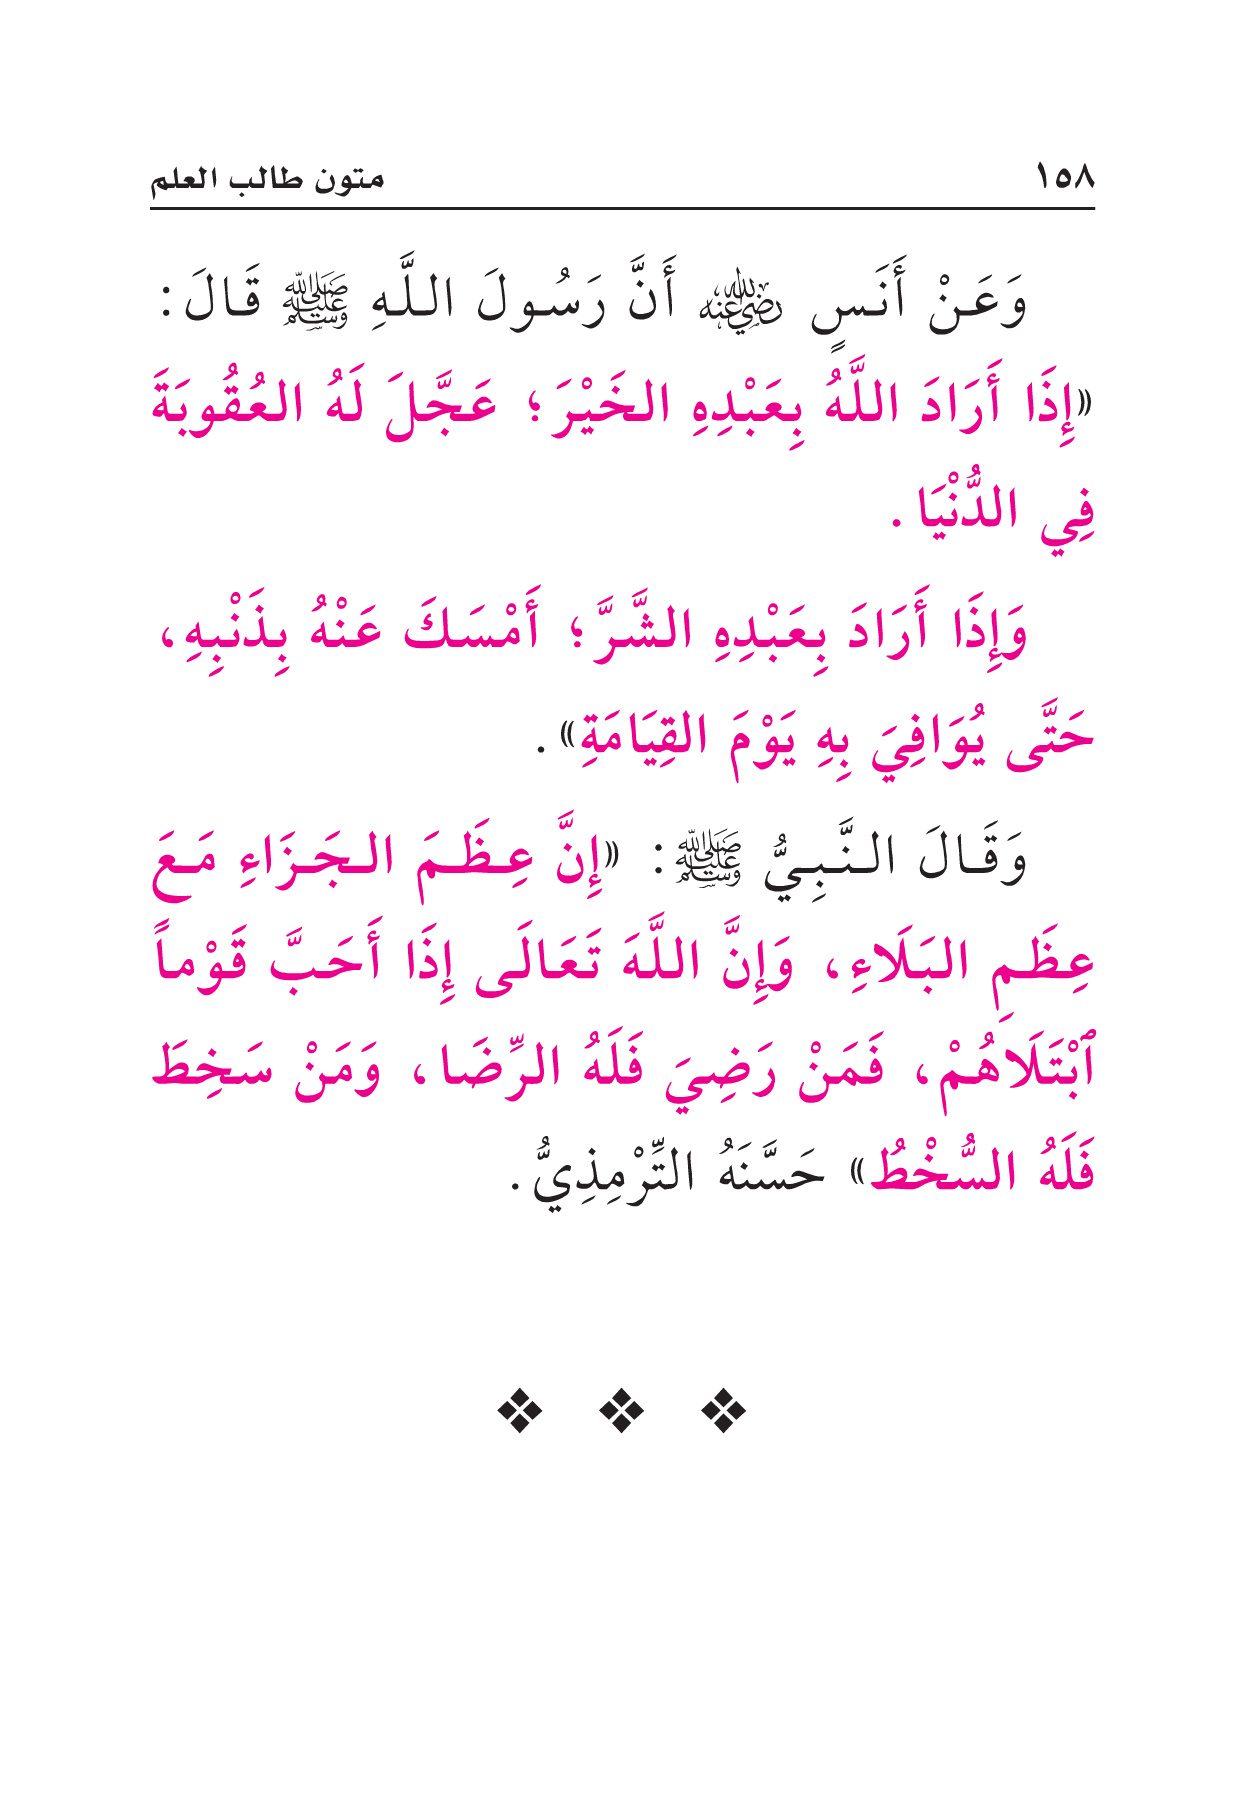 ١٥٨ متون طالب العلم
وَعَنْ أَنَسٍ ﵁ أَنَّ رَسُولَ اللَّهِ ﷺ قَالَ:
«إِذَا أَرَادَ اللَّهُ بِعَبْدِهِ الخَيْرَ؛ عَجَّلَ لَهُ العُقُوبَةَ
فِي الدُّنْيَا.
وَإِذَا أَرَادَ بِعَبْدِهِ الشَّرَّ؛ أَمْسَكَ عَنْهُ بِذَنْبِهِ،
حَتَّى يُوَافِيَ بِهِ يَوْمَ القِيَامَةِ».
وَقَالَ النَّبِيُّ ﷺ: «إِنَّ عِظَمَ الجَزَاءِ مَعَ
عِظَمِ البَلَاءِ، وَإِنَّ اللَّهَ تَعَالَى إِذَا أَحَبَّ قَوْماً
ٱبْتَلَاهُمْ، فَمَنْ رَضِيَ فَلَهُ الرِّضَا، وَمَنْ سَخِطَ
فَلَهُ السُّخْطُ» حَسَّنَهُ التِّرْمِذِيُّ.